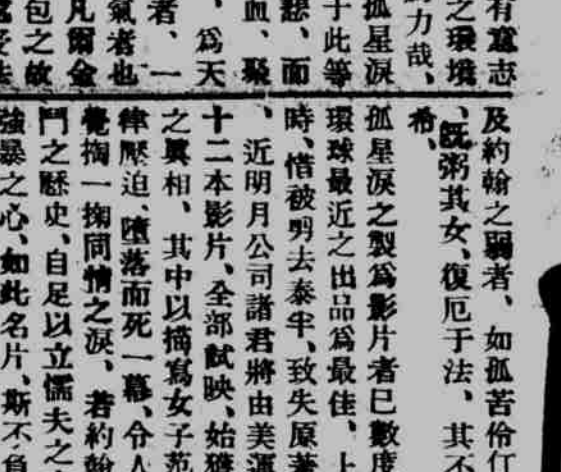 有意志
之環境
力哉、
孤星淚
于此等
而
血、聚
、為天
者、一
氣者也
凡爾金
包之故
及約翰之弱者、如孤苦伶仃
、既粥其女、復厄于法、其不
希、
孤星淚之製為影片者已數度
環球最近之出品為最佳、上
時、惜被剪去泰半、致失原著
、近明月公司諸君將由美運
十二本影片、全部試映、始獲
之眞相、其中以描寫女子范
律壓迫、墮落而死一幕、令人
覺掬一掬同情之淚、若約翰
鬥之歷史、自足以立懦夫之
強暴之心、如此名片、斯不負